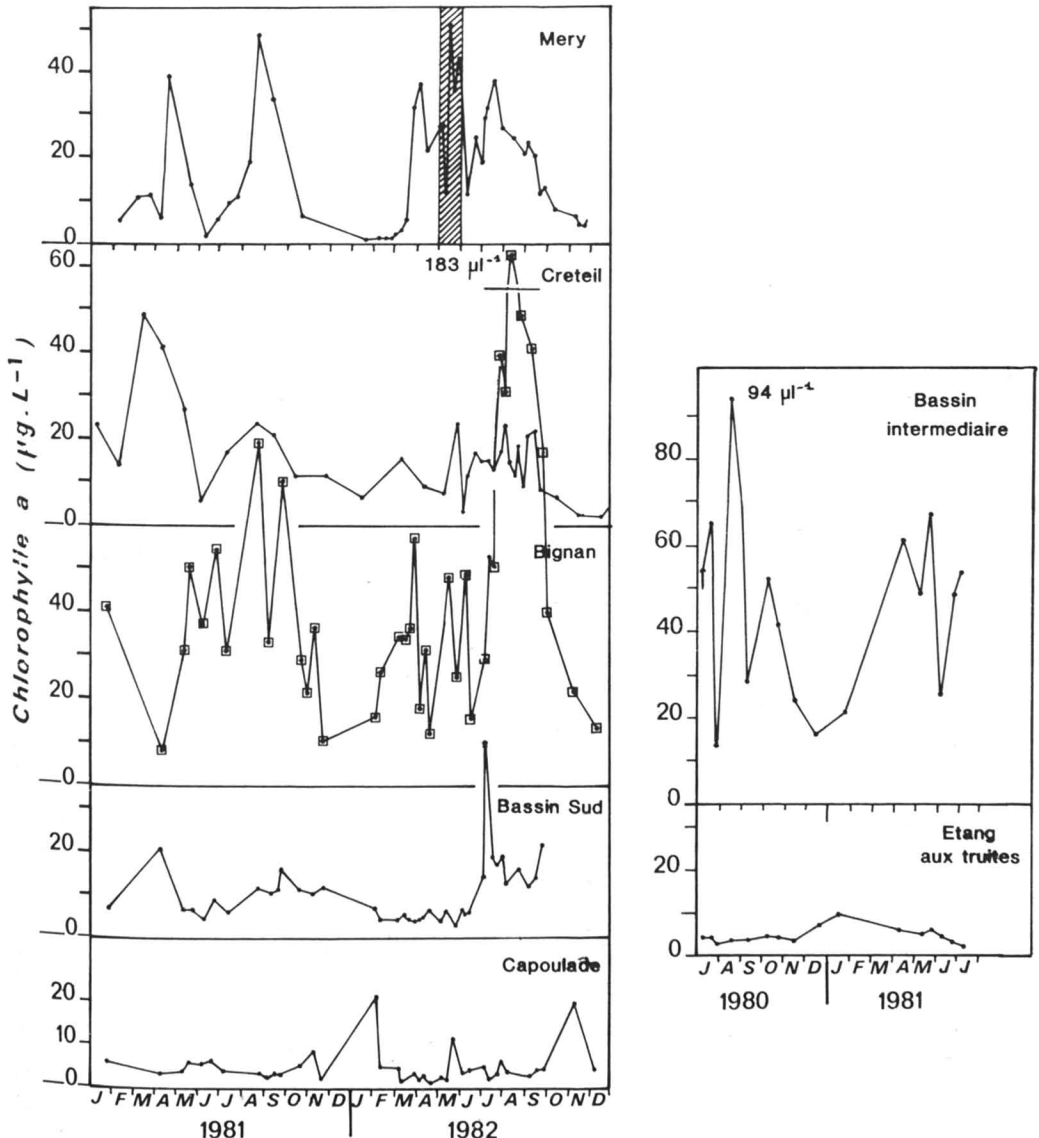 Chlorophylle a (µg. L-1)
Mery
40
20
0
183 µl-1
Creteil
60
40
20
0
Bignan
40
20
0
Bassin Sud
20
0
Capoulade
20
10
0
J F M A M J J A S O N D J F M A M J J A S O N D
1981 1982
94 µl-1
Bassin
intermediaire
80
60
40
20
0
Etang
aux truites
20
0
J A S O N D J F M A M J J
1980 1981